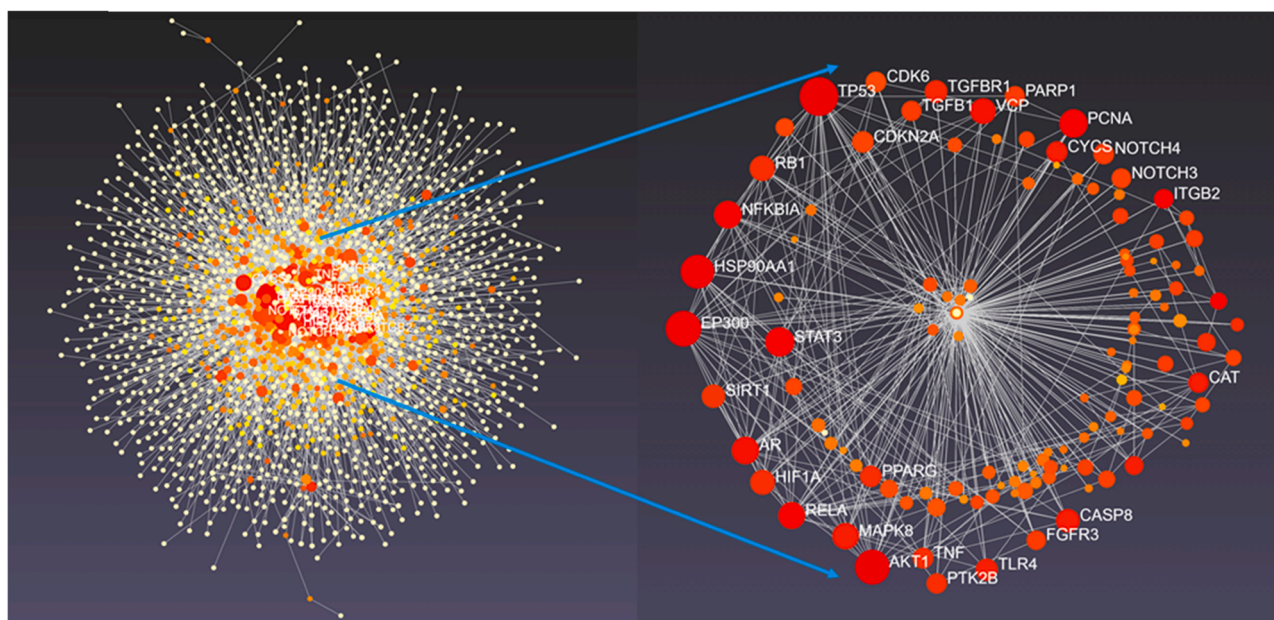 TP53
CDK6
TGFBR1
PARP1
TGFB1
VCP
PCNA
CDKN2A
CYCS
NOTCH4
RB1
NOTCH3
ITGB2
NFKBIA
HSP90AA1
EP300
STAT3
CAT
SIRT1
AR
PPARG
HIF1A
RELA
CASP8
MAPK8
FGFR3
TNF
AKT1
TLR4
PTK2B